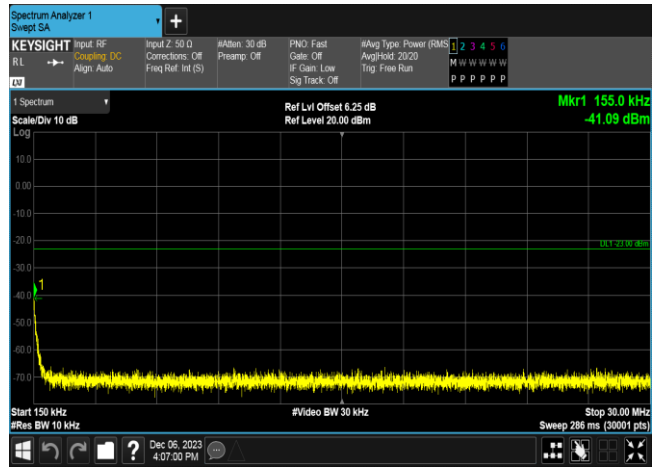 Spectrum Analyzer 1
Swept SA
+
KEYSIGHT Input: RF Input Z: 50 Ω #Atten: 30 dB PNO: Fast #Avg Type: Power (RMS 1 2 3 4 5 6
RL Coupling: DC Corrections: Off Preamp: Off Gate: Off Avg|Hold: 20/20 M W W W W W
Align: Auto Freq Ref: Int (S) IF Gain: Low Trig: Free Run
LXI Sig Track: Off P P P P P P
1 Spectrum Ref Lvl Offset 6.25 dB Mkr1 155.0 kHz
Scale/Div 10 dB Ref Level 20.00 dBm -41.09 dBm
Log
10.0
0.00
-10.0
-20.0
DL1 -23.00 dBm
-30.0
1
-40.0
-50.0
-60.0
-70.0
Start 150 kHz #Video BW 30 kHz Stop 30.00 MHz
#Res BW 10 kHz Sweep 286 ms (30001 pts)
? Dec 06, 2023
4:07:00 PM